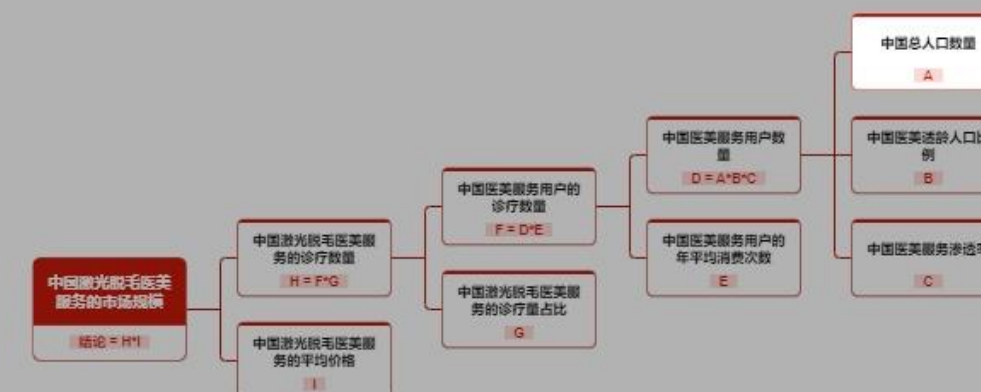 中国总人口数量
A
中国医美服务用户数
量
D = A*B*C
中国医美适龄人口
例
B
中国医美服务用户的
诊疗数量
F = D*E
中国激光脱毛医美服
务的诊疗数量
H = F*G
中国医美服务用户的
年平均消费次数
E
中国医美服务渗透
C
中国激光脱毛医美
服务的市场规模
结论 = H*I
中国激光脱毛医美服
务的诊疗量占比
G
中国激光脱毛医美服
务的平均价格
I